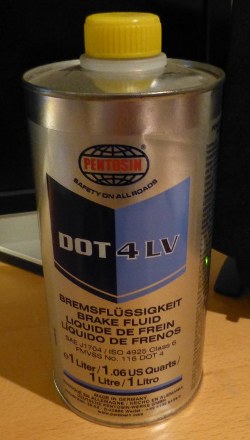 PENTOSIN
SAFETY ON ALL ROADS
DOT 4 LV
BREMSFLÜSSIGKEIT
BRAKE FLUID
LIQUIDE DE FREIN
LIQUIDO DE FRENOS
SAE J1704 / ISO 4925 Class 6
FMVSS No. 116 DOT 4
1 Liter / 1.06 US Quarts /
1 Litre / 1 Litro